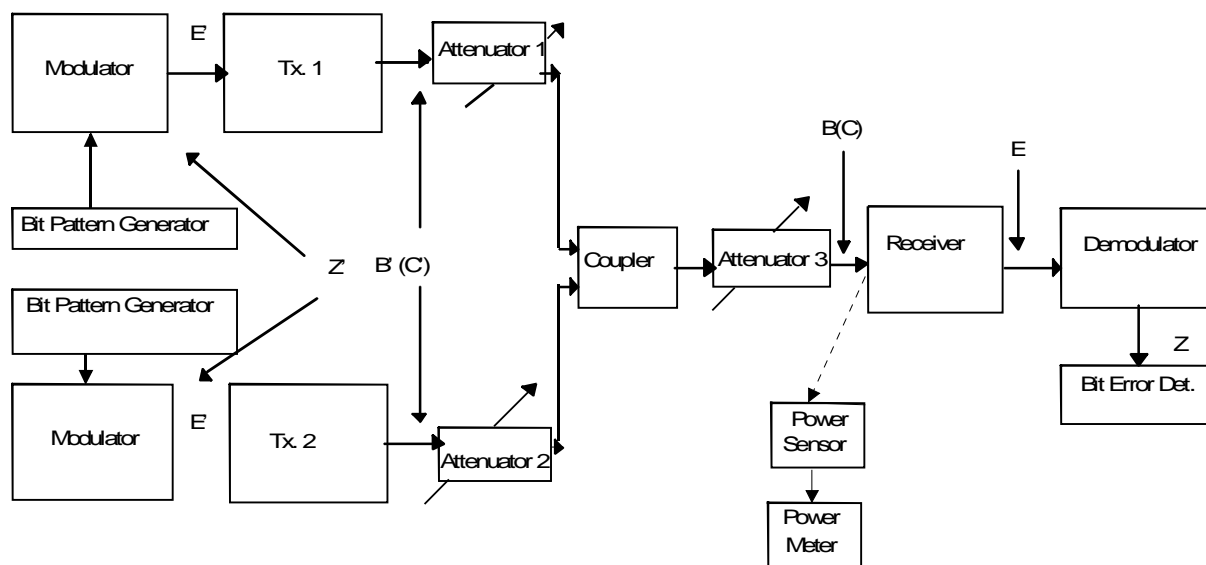 E'
Attenuator 1
Modulator
Tx. 1
B(C)
E
Bit Pattern Generator
Receiver
Demodulator
Z'
B' (C')
Coupler
Attenuator 3
Bit Pattern Generator
Z
Bit Error Det.
E'
Modulator
Tx. 2
Attenuator 2
Power
Sensor
Power
Meter